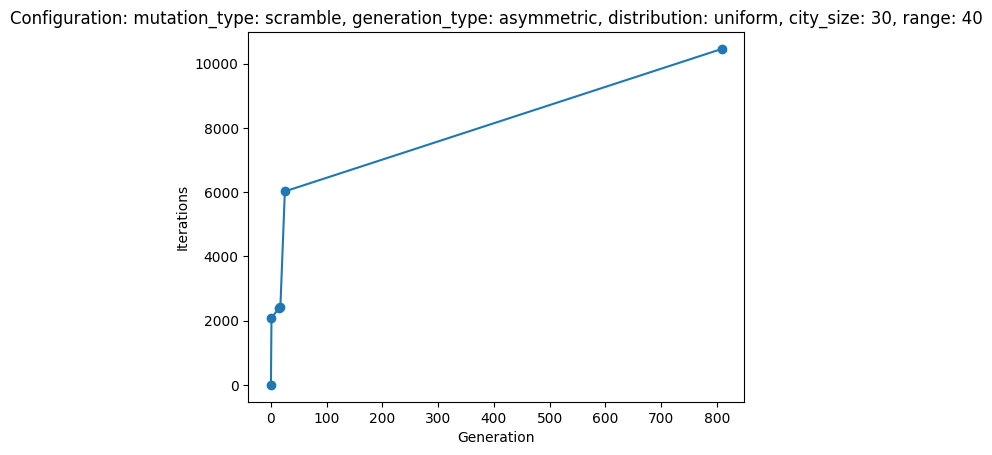 Configuration: mutation_type: scramble, generation_type: asymmetric, distribution: uniform, city_size: 30, range: 40
10000
8000
6000
4000
2000
0
Iterations
0 100 200 300 400 500 600 700 800
Generation